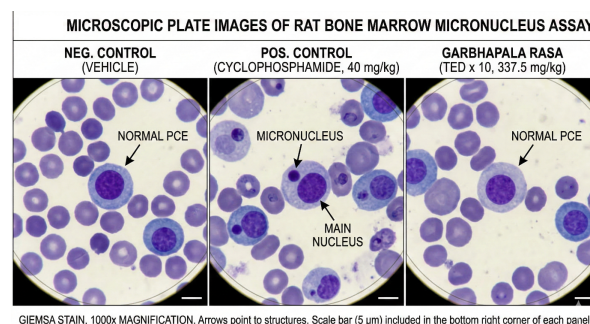 MICROSCOPIC PLATE IMAGES OF RAT BONE MARROW MICRONUCLEUS ASSAY
NEG. CONTROL
(VEHICLE)
POS. CONTROL
(CYCLOPHOSPHAMIDE, 40 mg/kg)
GARBHAPALA RASA
(TED x 10, 337.5 mg/kg)
NORMAL PCE
MICRONUCLEUS
MAIN
NUCLEUS
NORMAL PCE
GIEMSA STAIN. 1000x MAGNIFICATION. Arrows point to structures. Scale bar (5 µm) included in the bottom right corner of each panel